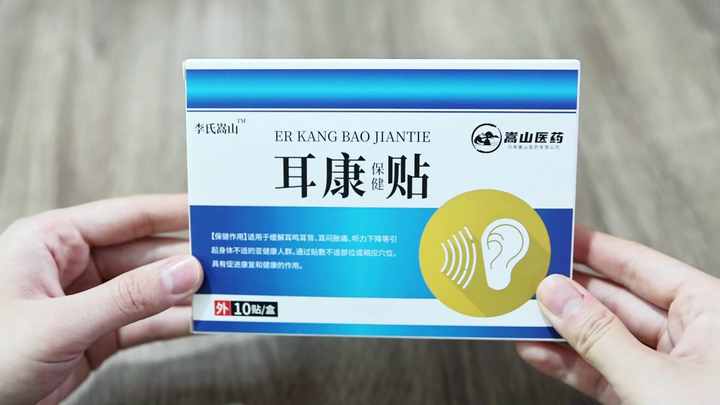 李氏嵩山™
ER KANG BAO JIANTIE
耳康保健贴
嵩山医药
【保健作用】适用于缓解耳鸣耳聋、耳闷胀痛、听力下降等引
起身体不适的亚健康人群。通过贴敷不适部位或相应穴位,
具有促进康复和健康的作用。
外 10贴/盒